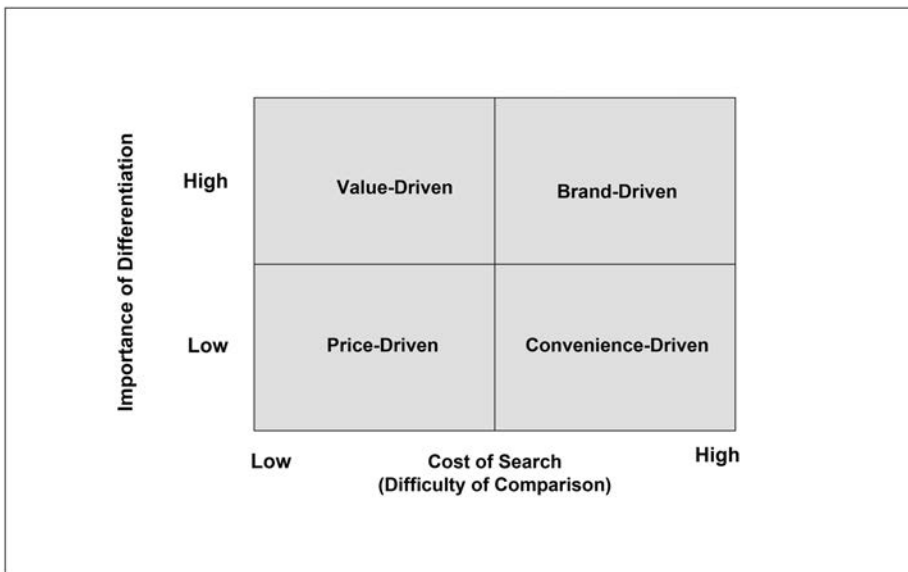 Importance of Differentiation
High
Value-Driven
Brand-Driven
Low
Price-Driven
Convenience-Driven
Low
Cost of Search
(Difficulty of Comparison)
High